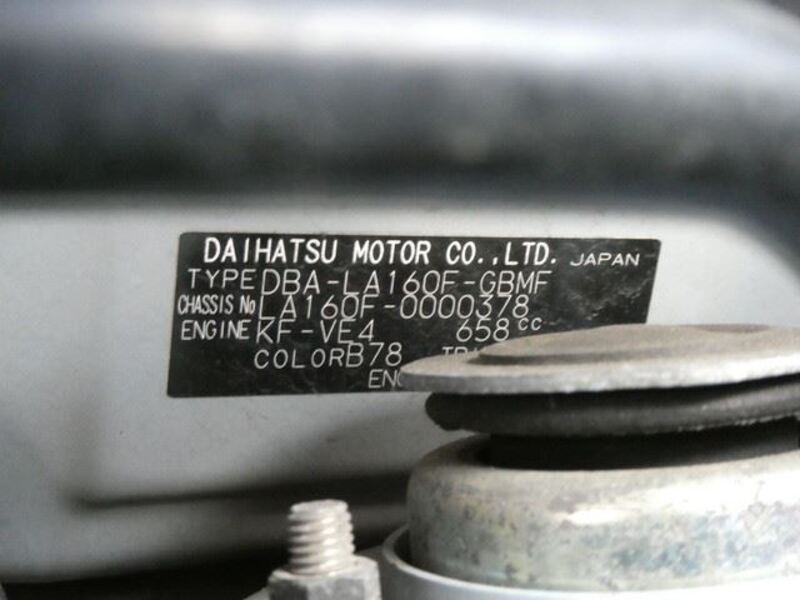 DAIHATSU MOTOR CO.,LTD. JAPAN
TYPE DBA-LA160F-GBMF
CHASSIS No LA160F-0000378
ENGINE KF-VE4 658cc
COLOR B78